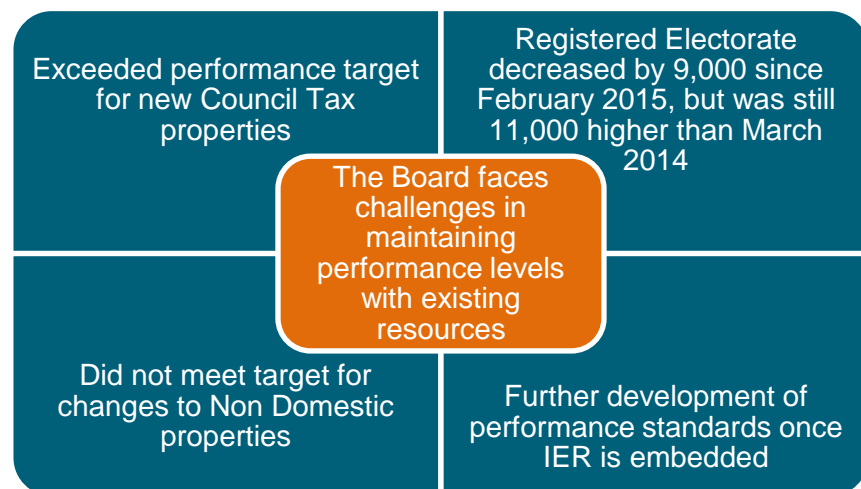 Exceeded performance target
for new Council Tax
properties
Registered Electorate
decreased by 9,000 since
February 2015, but was still
11,000 higher than March
2014
The Board faces
challenges in
maintaining
performance levels
with existing
resources
Did not meet target for
changes to Non Domestic
properties
Further development of
performance standards once
IER is embedded